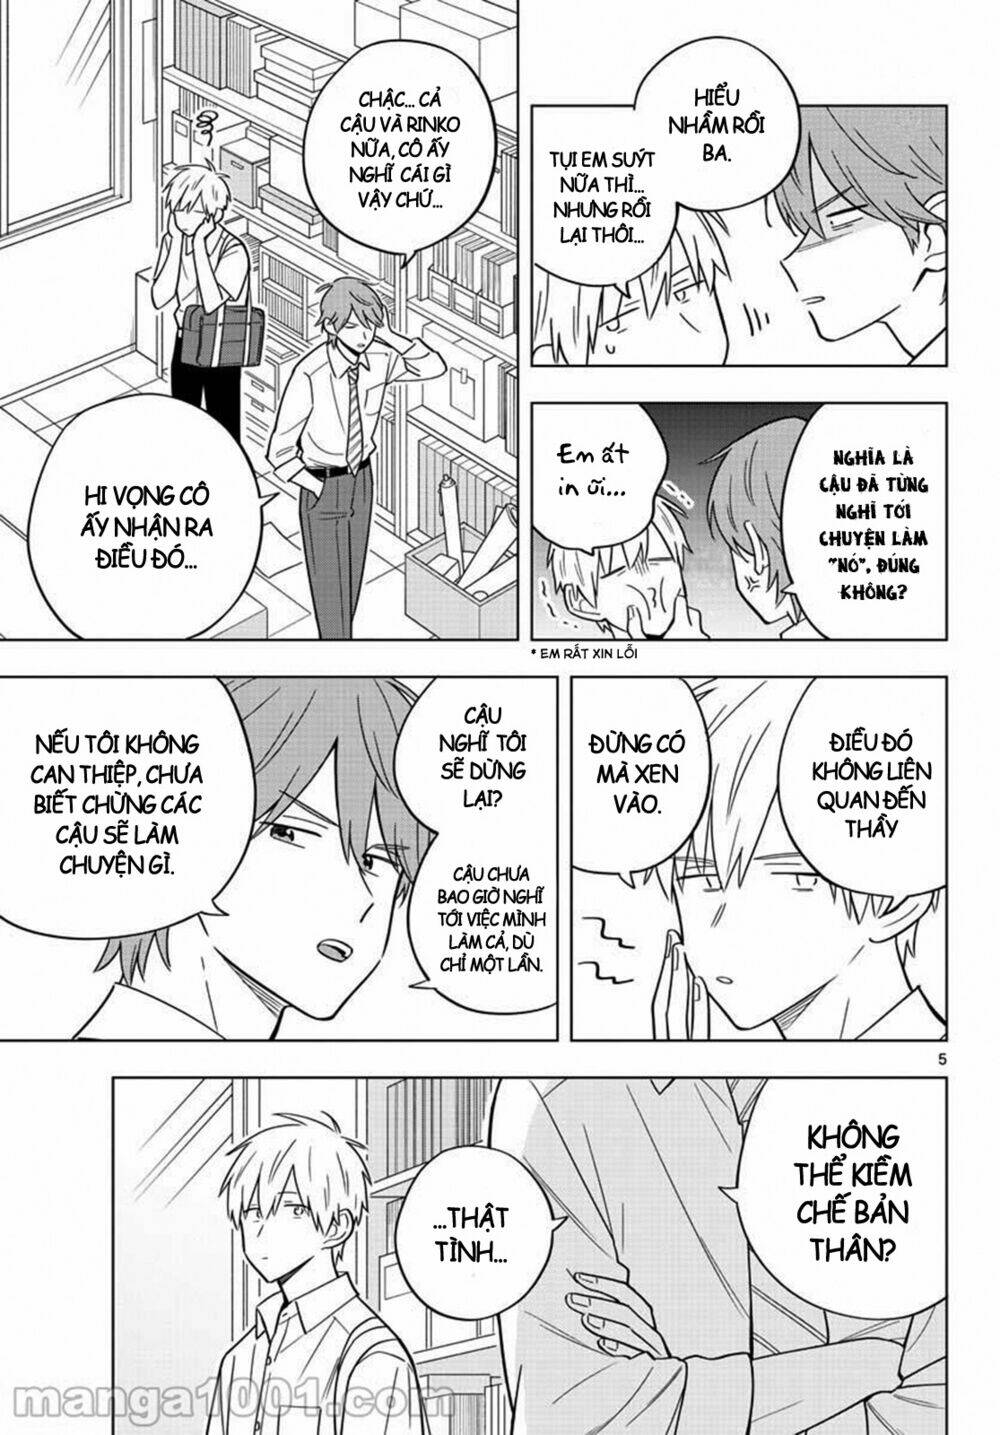 HIỂU
NHẦM RỒI
BA.
TỤI EM SUÝT
NỮA THÌ...
NHƯNG RỒI
LẠI THÔI...
CHẬC... CẢ
CẬU VÀ RINKO
NỮA, CÔ ẤY
NGHĨ CÁI GÌ
VẬY CHỨ...
HI VỌNG CÔ
ẤY NHẬN RA
ĐIỀU ĐÓ...
NGHĨA LÀ
CẬU ĐÃ TỪNG
NGHĨ TỚI
CHUYỆN LÀM
"NÓ", ĐÚNG
KHÔNG?
Em ất
in ũi...
* EM RẤT XIN LỖI
ĐIỀU ĐÓ
KHÔNG LIÊN
QUAN ĐẾN
THẦY
ĐỪNG CÓ
MÀ XEN
VÀO.
CẬU
NGHĨ TÔI
SẼ DỪNG
LẠI?
CẬU CHƯA
BAO GIỜ NGHĨ
TỚI VIỆC MÌNH
LÀM CẢ, DÙ
CHỈ MỘT LẦN.
NẾU TÔI KHÔNG
CAN THIỆP, CHƯA
BIẾT CHỪNG CÁC
CẬU SẼ LÀM
CHUYỆN GÌ.
5
KHÔNG
THỂ KIỀM
CHẾ BẢN
THÂN?
...THẬT
TÌNH...
manga1001.com